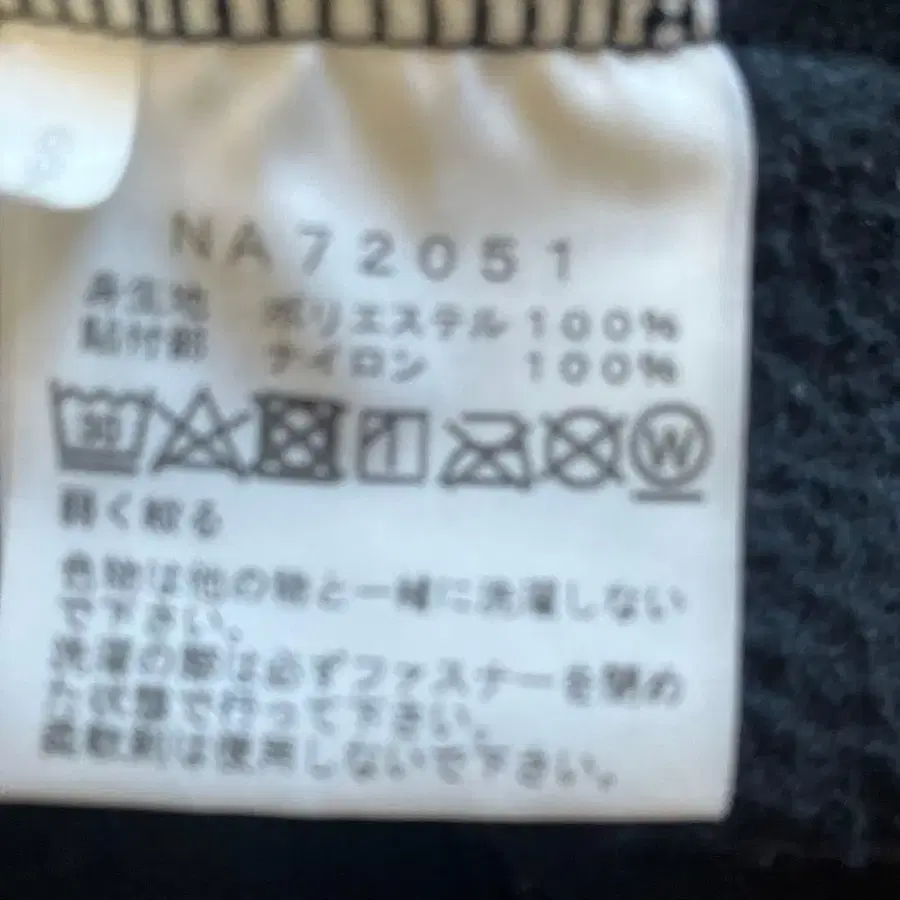 NA72051
身生地 ポリエステル 100%
貼付部 ナイロン 100%
30 W
弱く絞る
色物は他の物と一緒に洗濯しない
で下さい。
洗濯の際は必ずファスナーを閉め
た状態で行って下さい。
柔軟剤は使用しないで下さい。